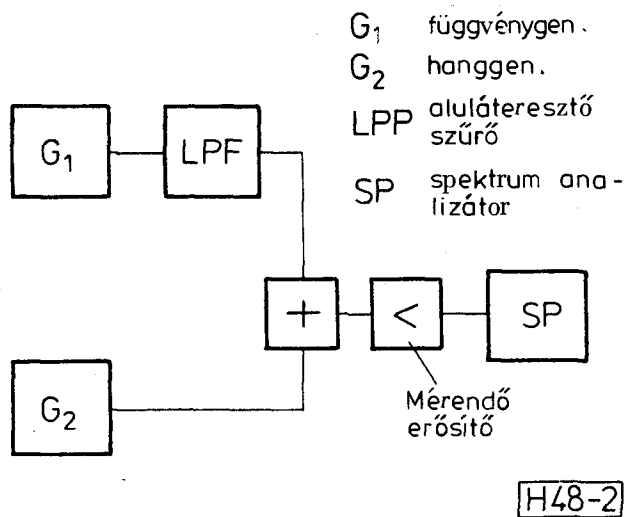 G₁ függvénygen.
G₂ hanggen.
LPP aluláteresztő
szűrő
SP spektrum ana-
lizátor
G₁
LPF
+
<
SP
G₂
Mérendő
erősítő
H48-2